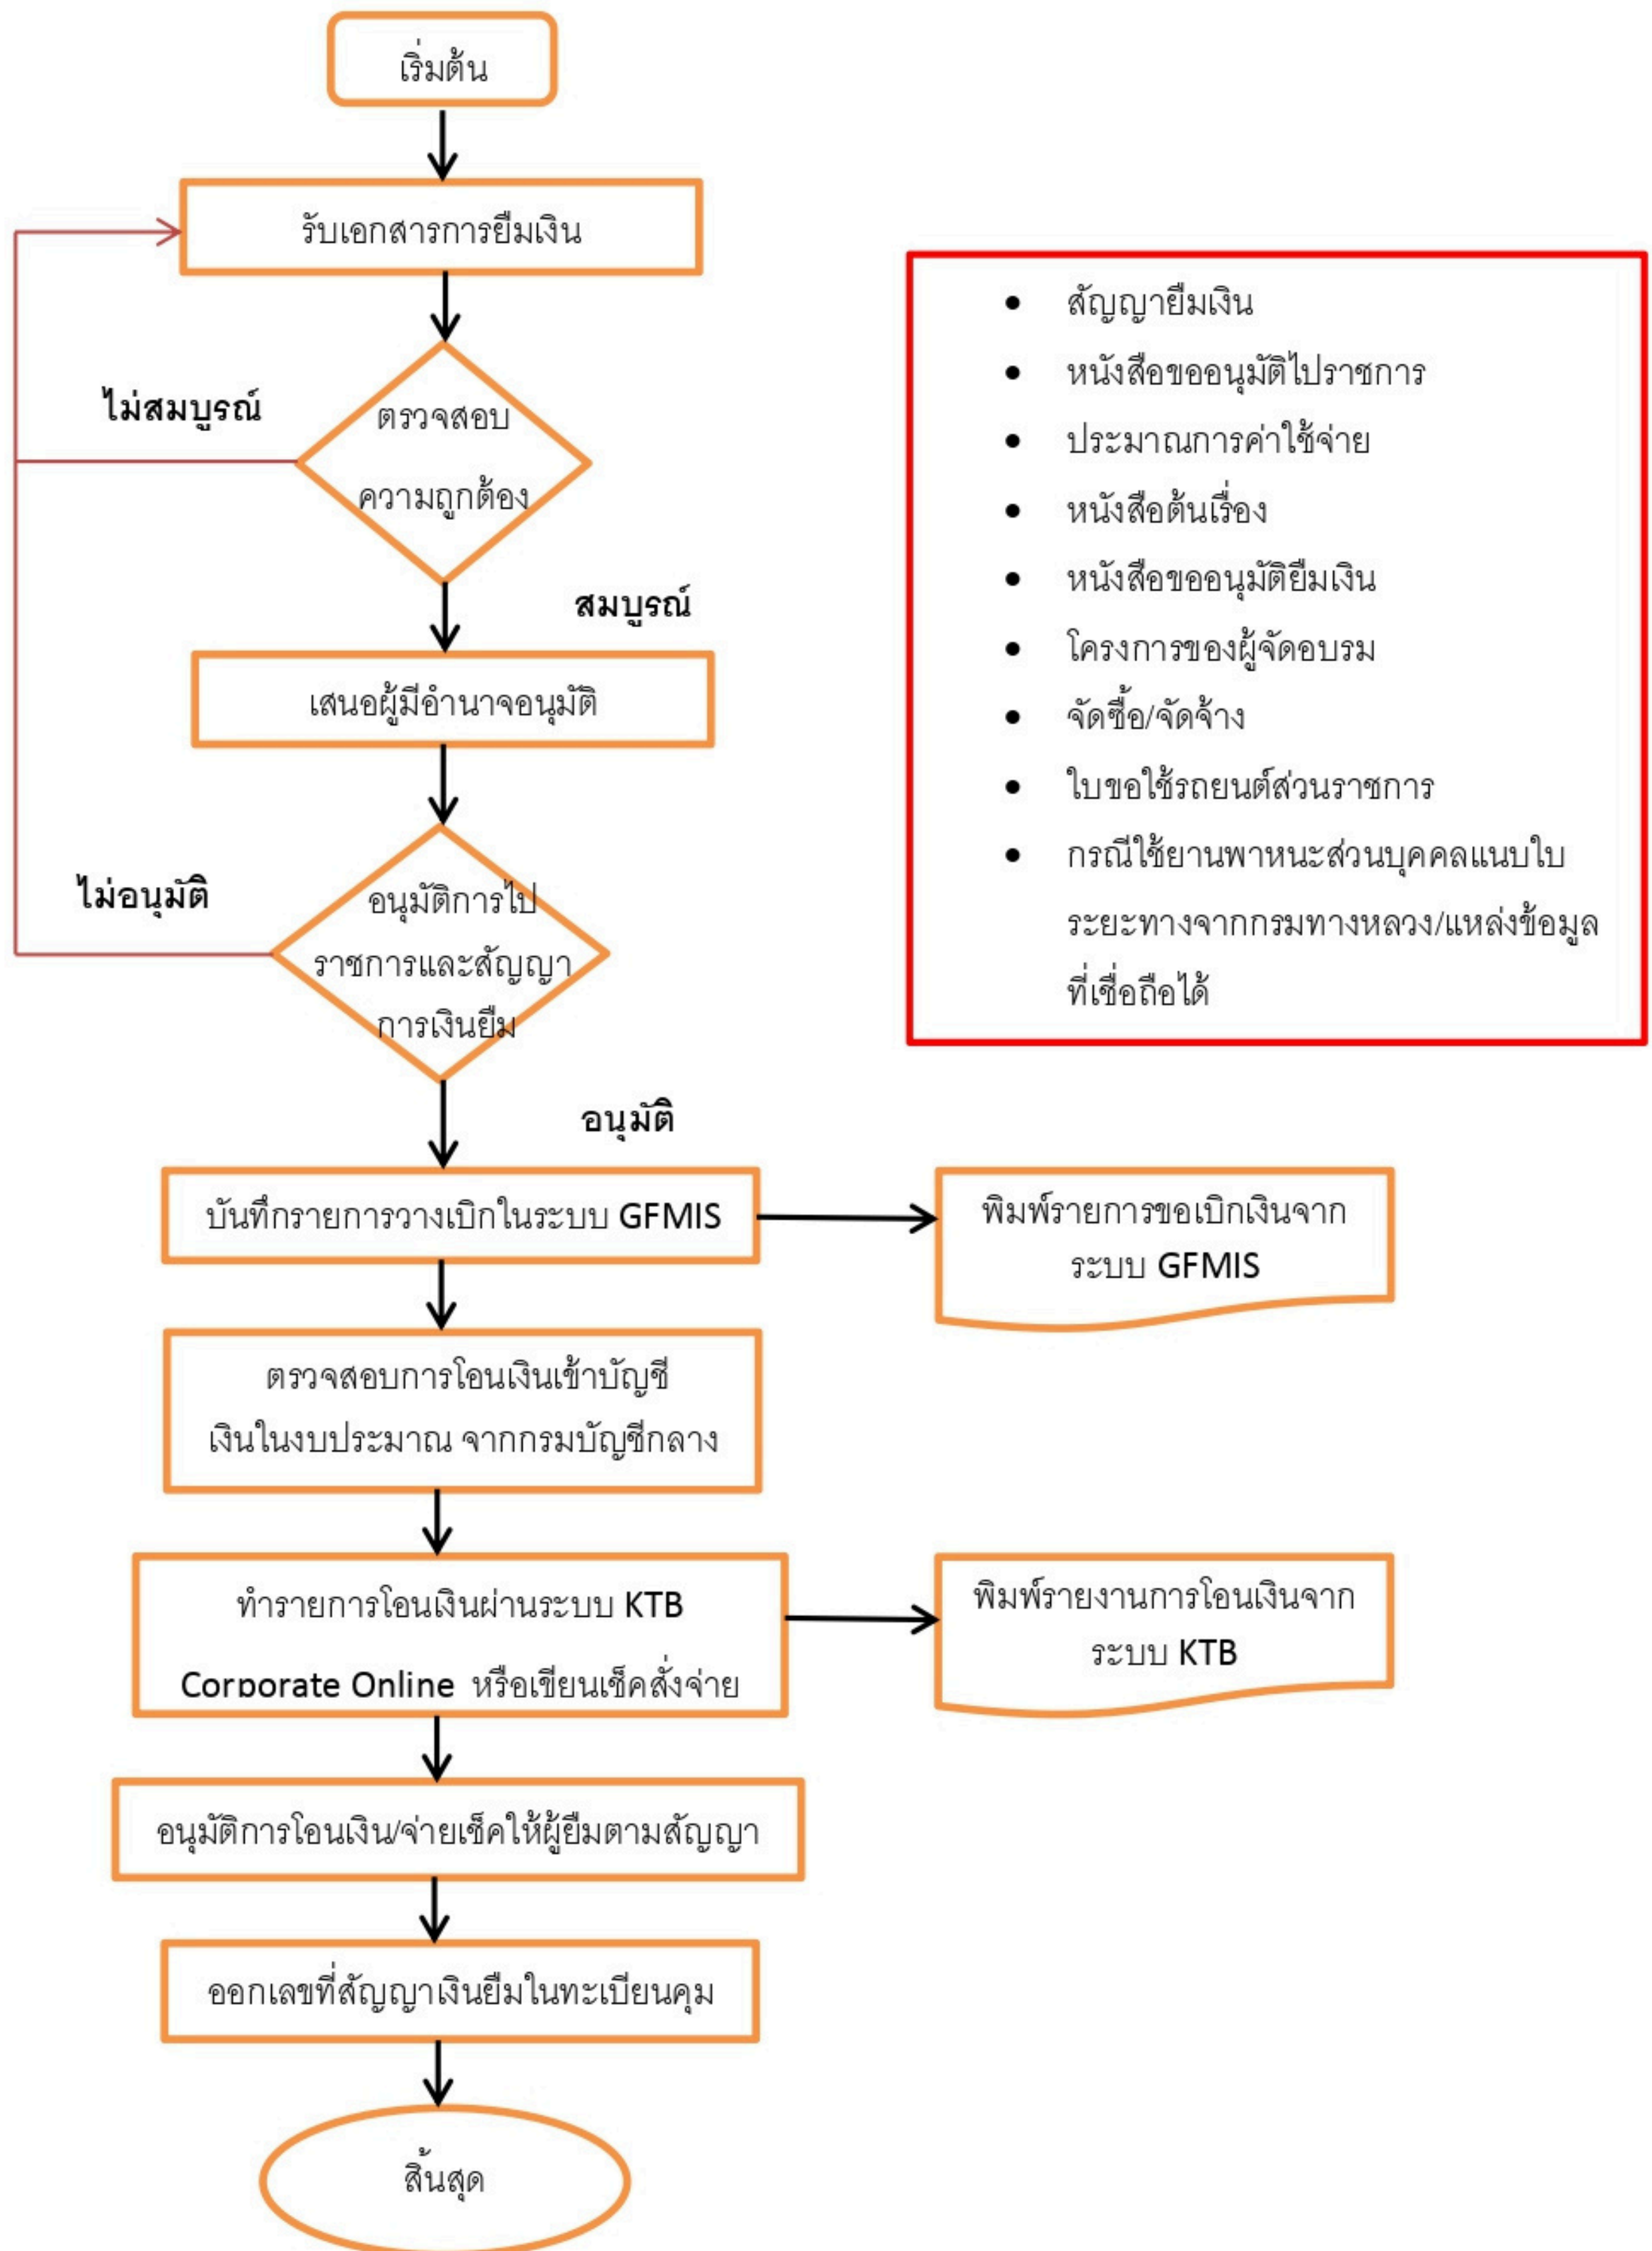 เริ่มต้น
รับเอกสารการยืมเงิน
ไม่สมบูรณ์
ตรวจสอบ
ความถูกต้อง
สมบูรณ์
เสนอผู้มีอำนาจอนุมัติ
ไม่อนุมัติ
อนุมัติการไป
ราชการและสัญญา
การเงินยืม
อนุมัติ
• สัญญายืมเงิน
• หนังสือขออนุมัติไปราชการ
• ประมาณการค่าใช้จ่าย
• หนังสือต้นเรื่อง
• หนังสือขออนุมัติยืมเงิน
• โครงการของผู้จัดอบรม
• จัดซื้อ/จัดจ้าง
• ใบขอใช้รถยนต์ส่วนราชการ
• กรณีใช้ยานพาหนะส่วนบุคคลแนบใบ
ระยะทางจากกรมทางหลวง/แหล่งข้อมูล
ที่เชื่อถือได้
บันทึกรายการวางเบิกในระบบ GFMIS
พิมพ์รายการขอเบิกเงินจาก
ระบบ GFMIS
ตรวจสอบการโอนเงินเข้าบัญชี
เงินในงบประมาณ จากกรมบัญชีกลาง
ทำรายการโอนเงินผ่านระบบ KTB
Corporate Online หรือเขียนเช็คสั่งจ่าย
พิมพ์รายงานการโอนเงินจาก
ระบบ KTB
อนุมัติการโอนเงิน/จ่ายเช็คให้ผู้ยืมตามสัญญา
ออกเลขที่สัญญาเงินยืมในทะเบียนคุม
สิ้นสุด